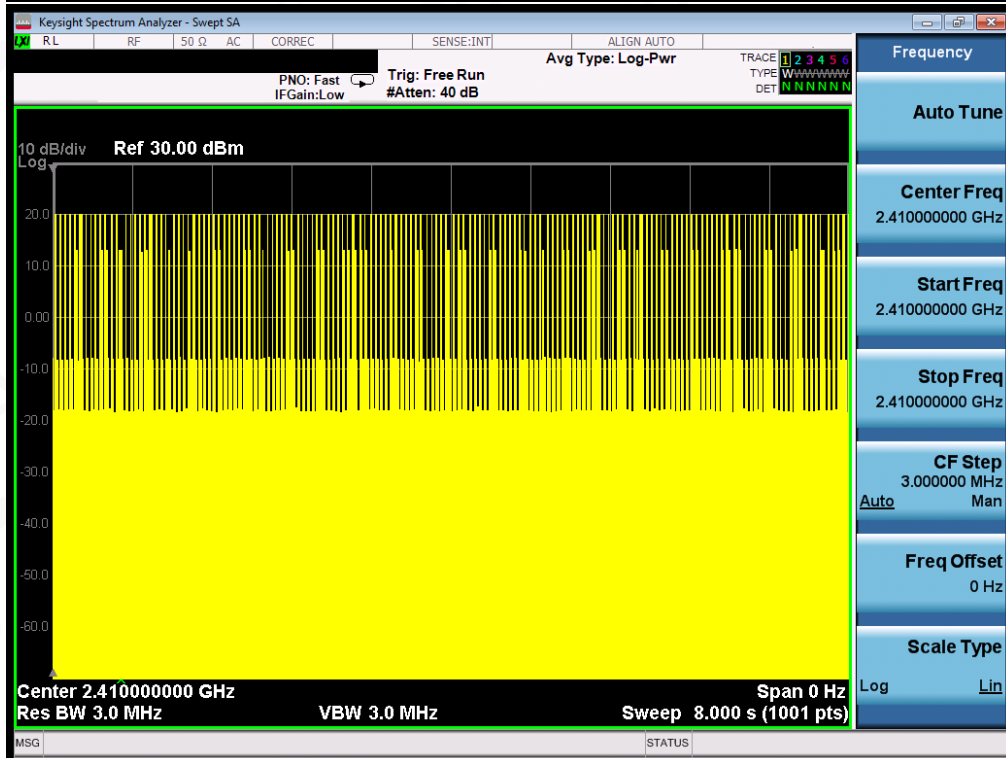 Keysight Spectrum Analyzer - Swept SA
LXI RL RF 50 Ω AC CORREC SENSE:INT ALIGN AUTO
Frequency
Avg Type: Log-Pwr
TRACE 1 2 3 4 5 6
PNO: Fast Trig: Free Run
TYPE WWWWWW
IFGain:Low #Atten: 40 dB
DET N N N N N N
Auto Tune
10 dB/div Ref 30.00 dBm
Log
20.0
10.0
0.00
-10.0
-20.0
-30.0
-40.0
-50.0
-60.0
Center Freq
2.410000000 GHz
Start Freq
2.410000000 GHz
Stop Freq
2.410000000 GHz
CF Step
3.000000 MHz
Auto Man
Freq Offset
0 Hz
Scale Type
Log Lin
Center 2.410000000 GHz Span 0 Hz
Res BW 3.0 MHz VBW 3.0 MHz Sweep 8.000 s (1001 pts)
MSG STATUS